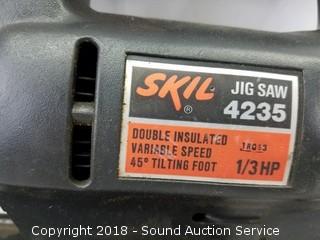 SKIL®
JIG SAW
4235
DOUBLE INSULATED
VARIABLE SPEED
45° TILTING FOOT
1/3 HP
Copyright 2018 - Sound Auction Service